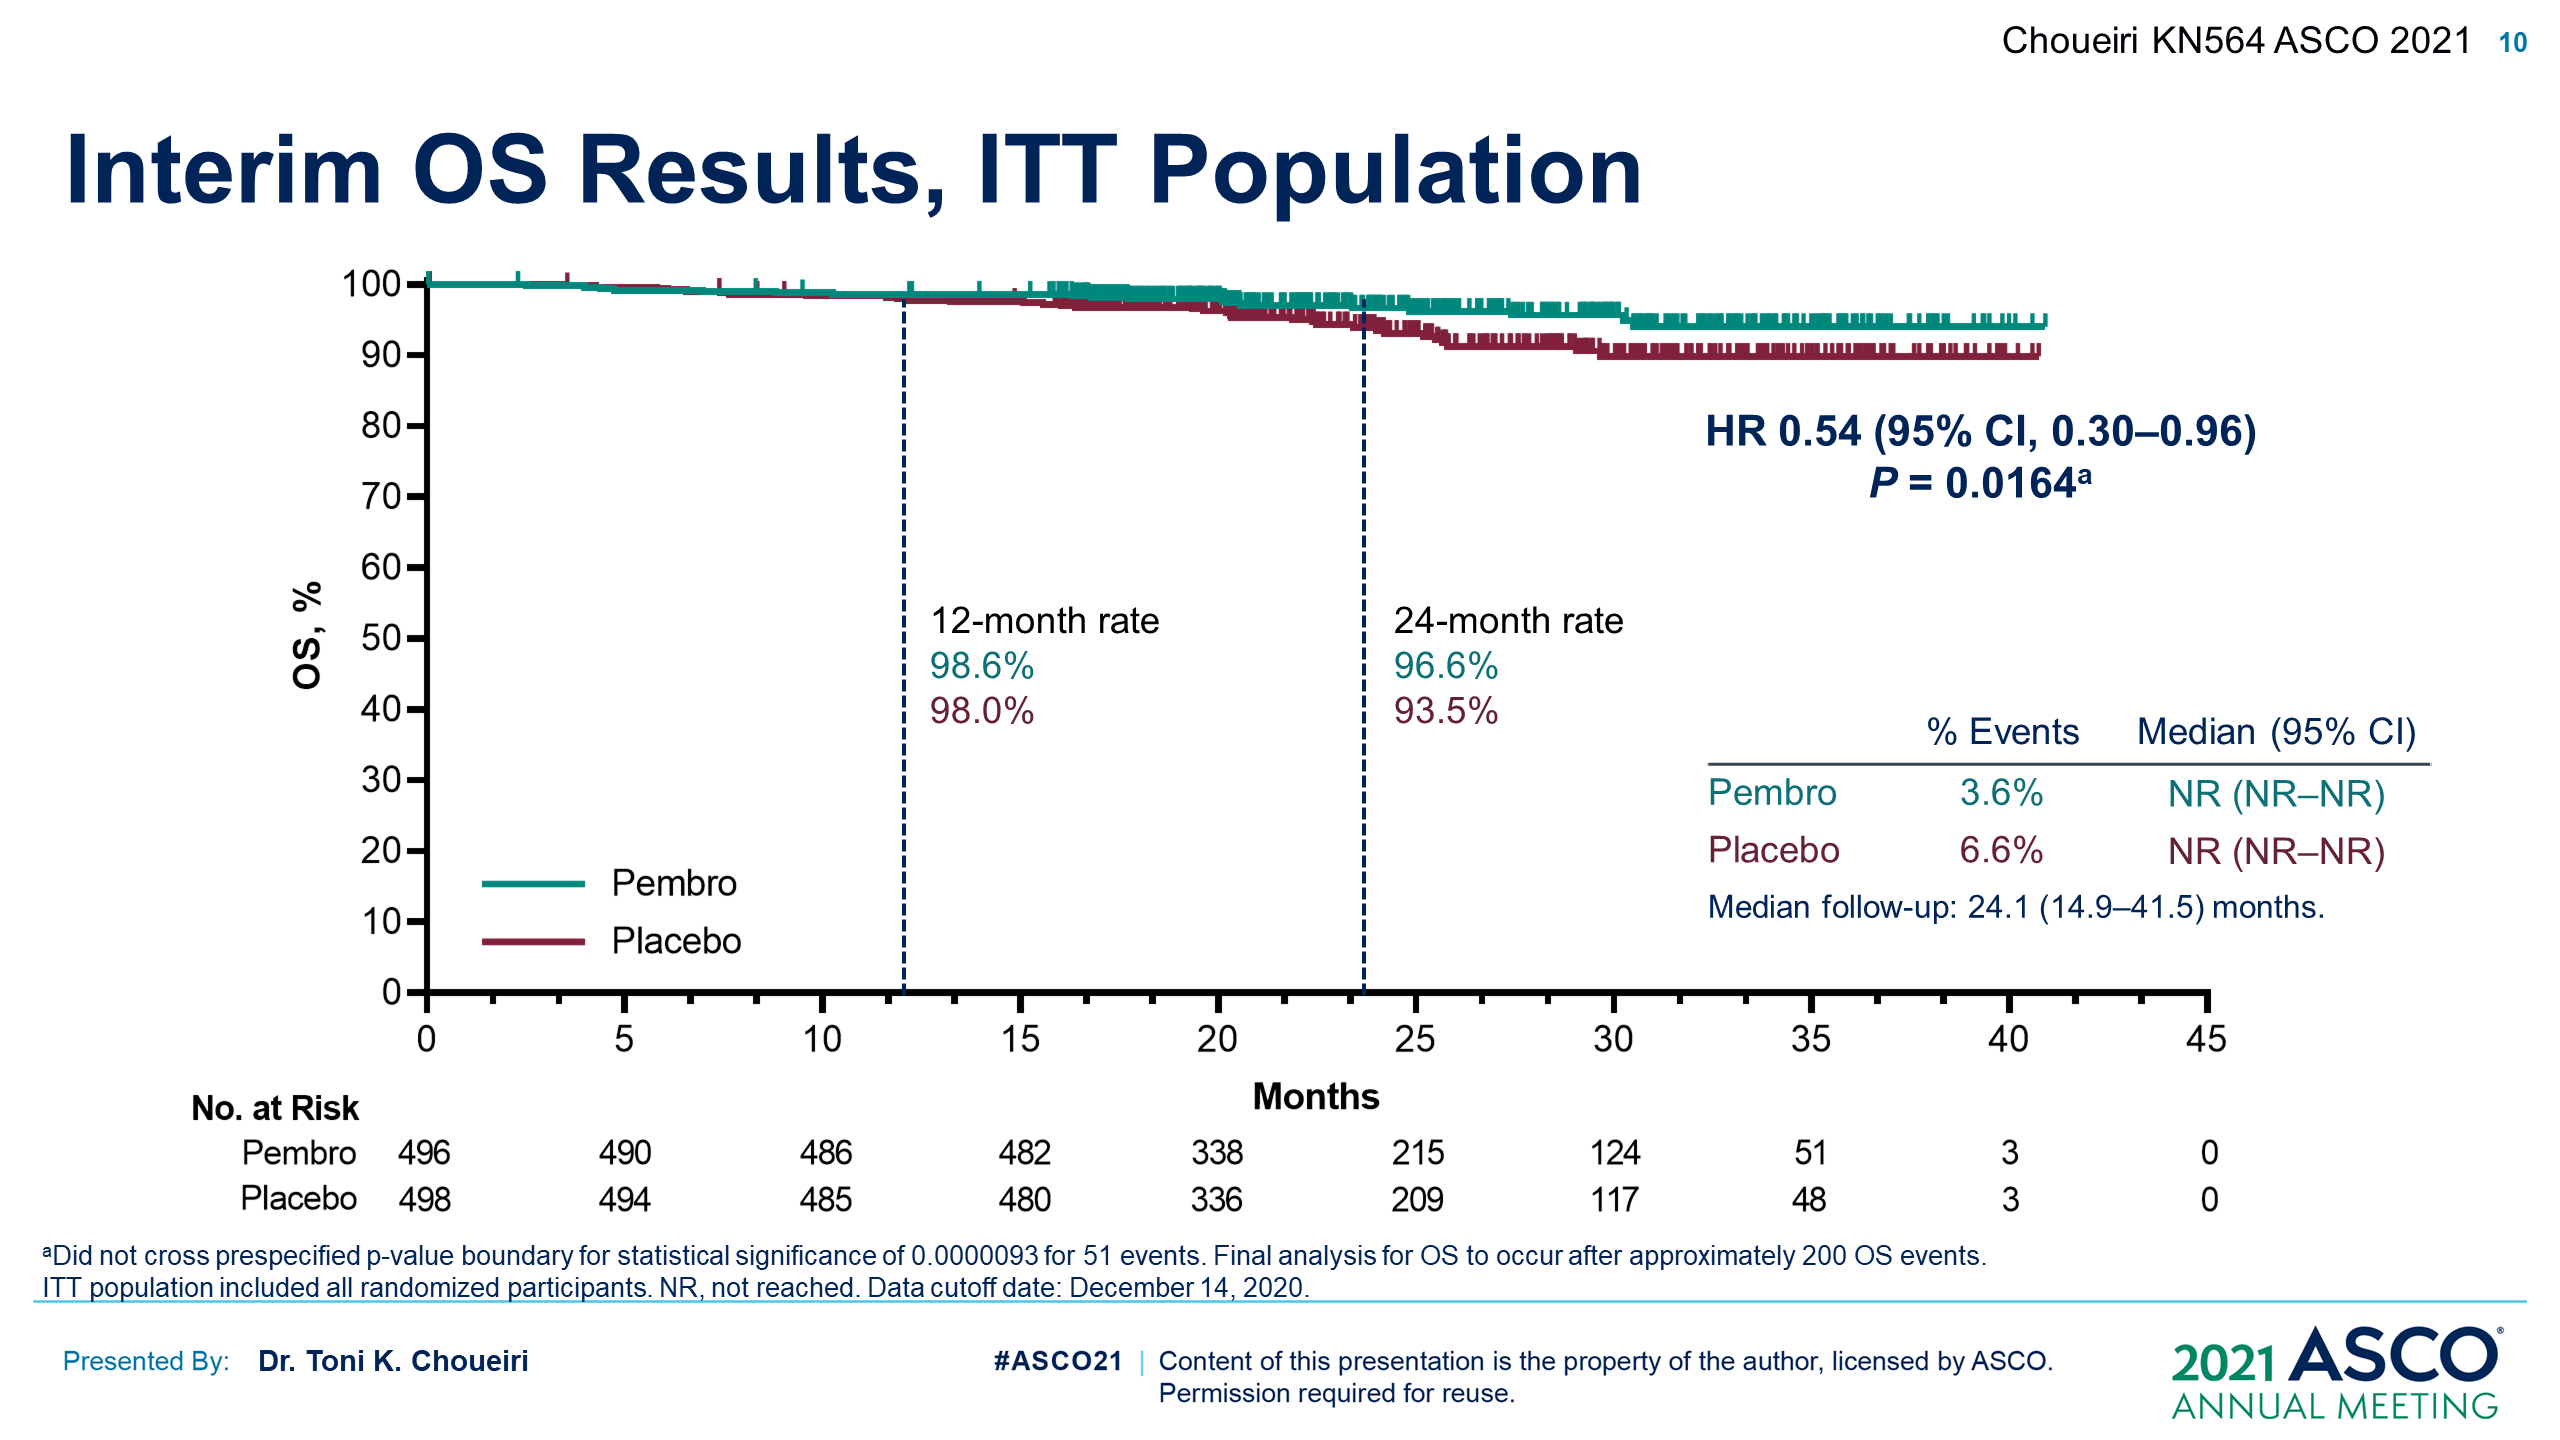 Choueiri KN564 ASCO 2021 10
Interim OS Results, ITT Population
OS, %
100
90
80
70
60
50
40
30
20
10
0
HR 0.54 (95% CI, 0.30–0.96)
P = 0.0164ᵃ
12-month rate
98.6%
98.0%
24-month rate
96.6%
93.5%
% Events Median (95% CI)
Pembro 3.6% NR (NR–NR)
Placebo 6.6% NR (NR–NR)
Median follow-up: 24.1 (14.9–41.5) months.
Pembro
Placebo
0 5 10 15 20 25 30 35 40 45
Months
No. at Risk
Pembro 496 490 486 482 338 215 124 51 3 0
Placebo 498 494 485 480 336 209 117 48 3 0
ᵃDid not cross prespecified p-value boundary for statistical significance of 0.0000093 for 51 events. Final analysis for OS to occur after approximately 200 OS events.
ITT population included all randomized participants. NR, not reached. Data cutoff date: December 14, 2020.
Presented By: Dr. Toni K. Choueiri
#ASCO21 | Content of this presentation is the property of the author, licensed by ASCO.
Permission required for reuse.
2021 ASCO®
ANNUAL MEETING